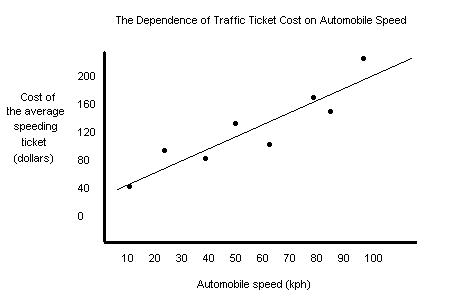 The Dependence of Traffic Ticket Cost on Automobile Speed
200
160
120
80
40
0
Cost of
the average
speeding
ticket
(dollars)
10 20 30 40 50 60 70 80 90 100
Automobile speed (kph)